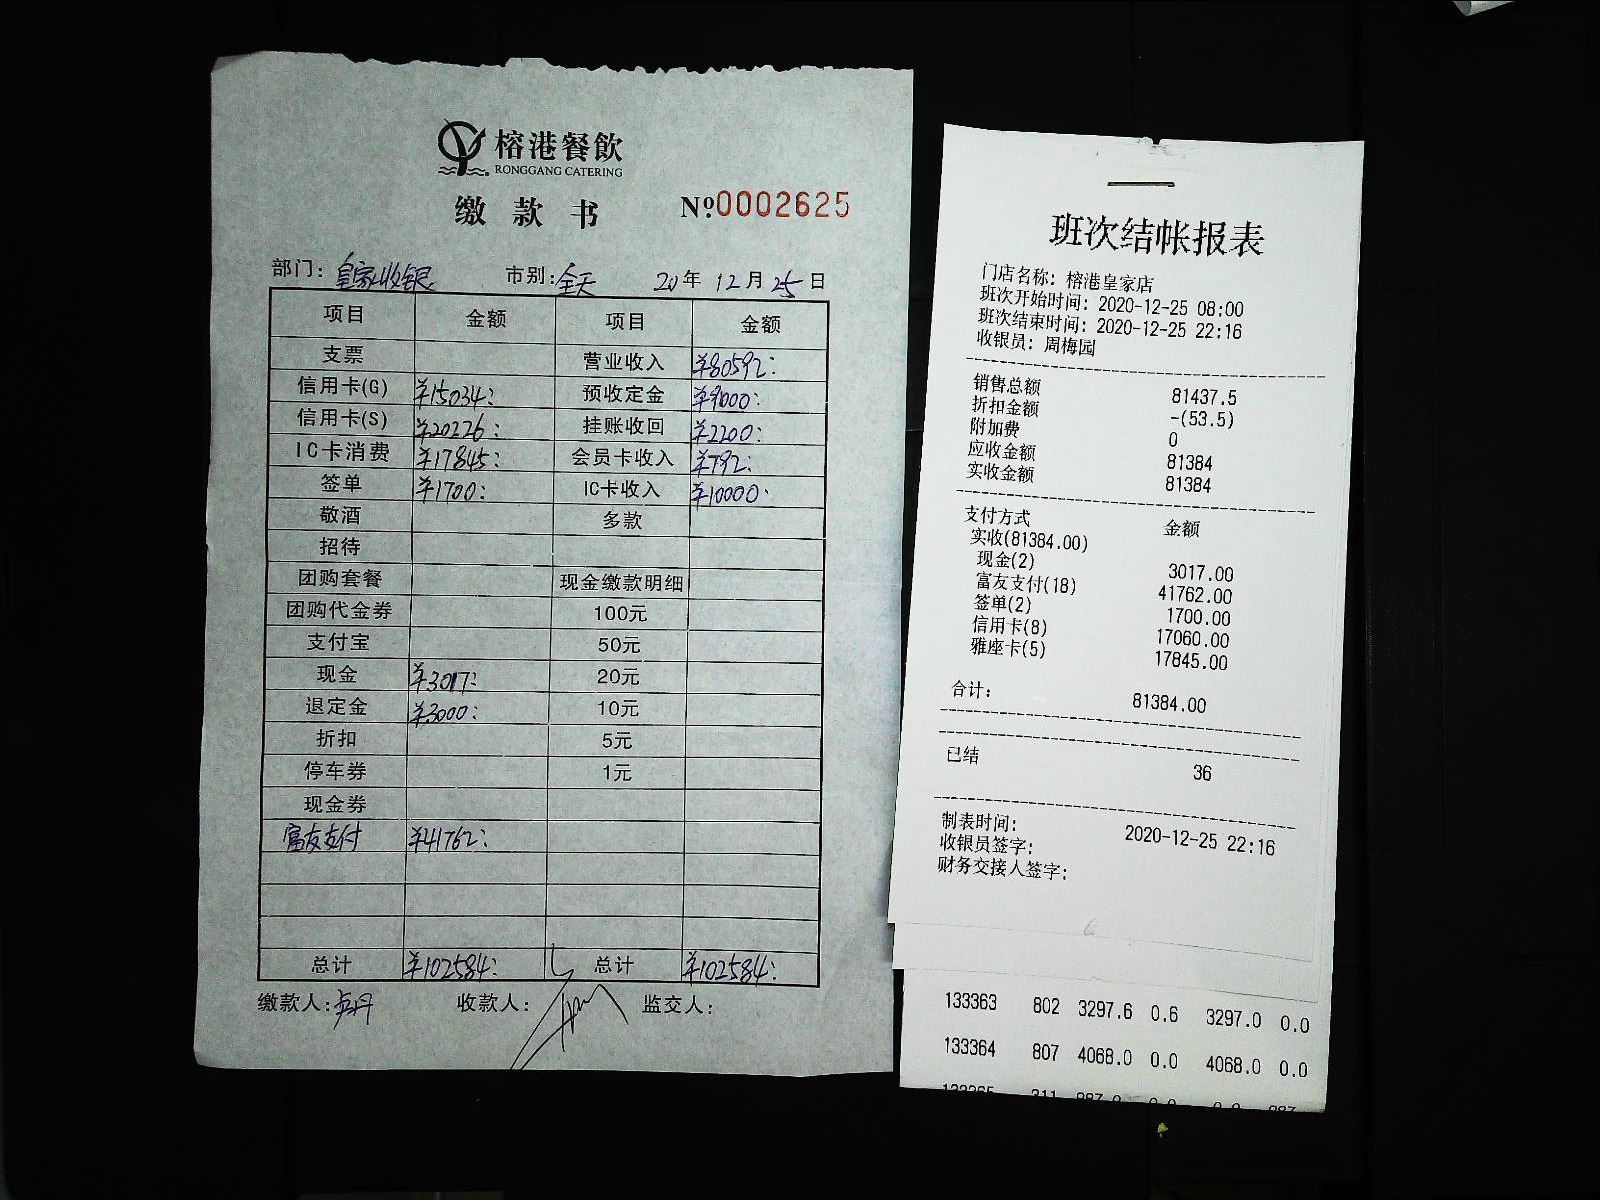 榕港餐飲
RONGGANG CATERING
缴款书 №0002625
部门: 皇家收银 市别: 全天 20年12月25日
项目 金额 项目 金额
支票 营业收入 ¥80592:
信用卡(G) ¥15034: 预收定金 ¥9000:
信用卡(S) ¥20226: 挂账收回 ¥2200:
IC卡消费 ¥17845: 会员卡收入 ¥792:
签单 ¥1700: IC卡收入 ¥10000:
敬酒 多款
招待
团购套餐 现金缴款明细
团购代金券 100元
支付宝 50元
现金 ¥3017: 20元
退定金 ¥3000: 10元
折扣 5元
停车券 1元
现金券
富友支付 ¥41762:
总计 ¥102584: 总计 ¥102584:
缴款人: 收款人: 监交人:
班次结帐报表
门店名称: 榕港皇家店
班次开始时间: 2020-12-25 08:00
班次结束时间: 2020-12-25 22:16
收银员: 周梅园
销售总额 81437.5
折扣金额 -(53.5)
附加费 0
应收金额 81384
实收金额 81384
支付方式 金额
实收(81384.00)
现金(2) 3017.00
富友支付(18) 41762.00
签单(2) 1700.00
信用卡(8) 17060.00
雅座卡(5) 17845.00
合计: 81384.00
已结 36
制表时间: 2020-12-25 22:16
收银员签字:
财务交接人签字:
133363 802 3297.6 0.6 3297.0 0.0
133364 807 4068.0 0.0 4068.0 0.0